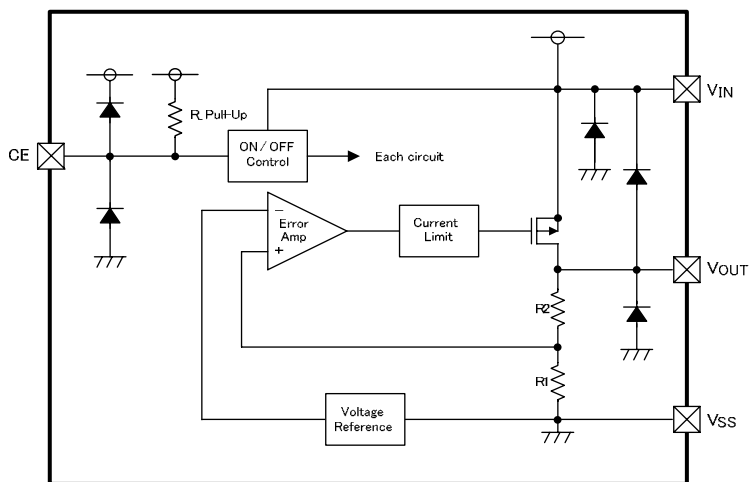 VIN
R_Pull-Up
CE
ON/OFF
Control
Each circuit
−
Error
Amp
+
Current
Limit
VOUT
R2
R1
Voltage
Reference
VSS